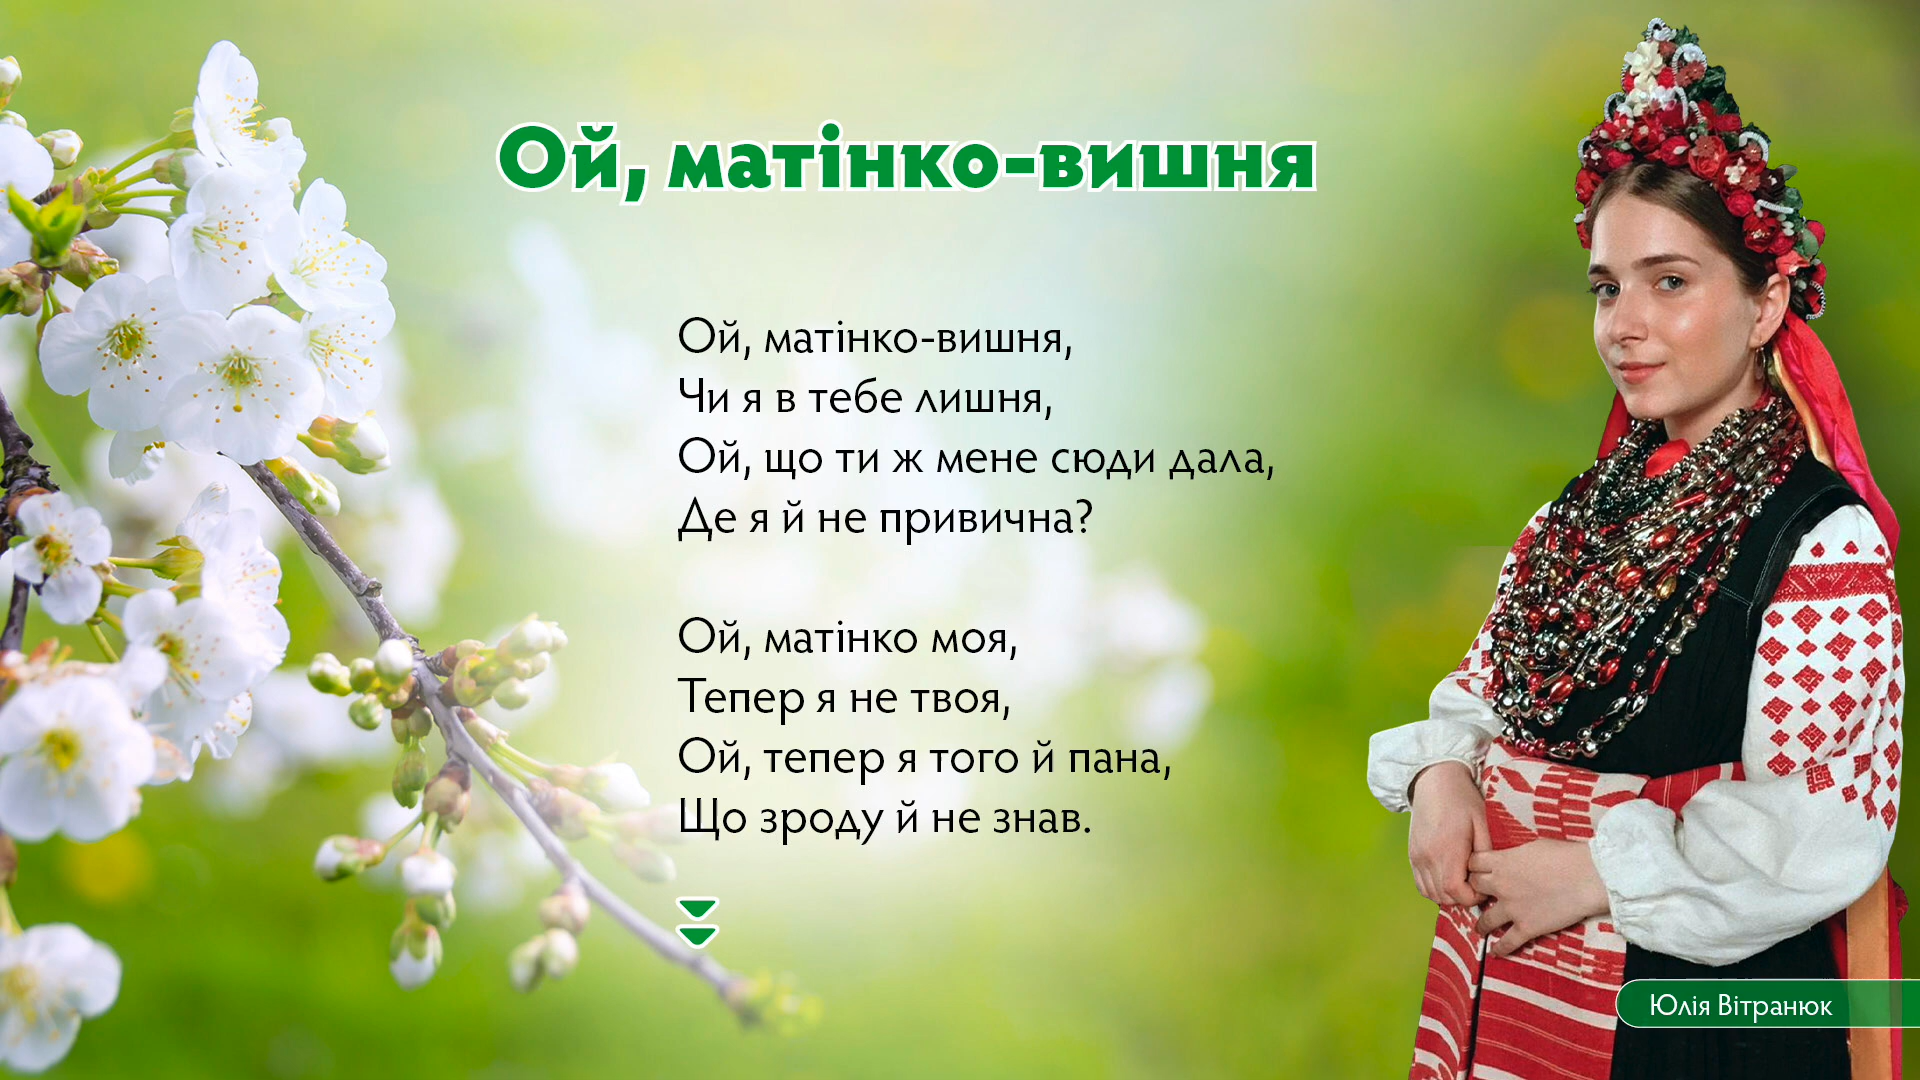 Ой, матінко-вишня
Ой, матінко-вишня,
Чи я в тебе лишня,
Ой, що ти ж мене сюди дала,
Де я й не привична?
Ой, матінко моя,
Тепер я не твоя,
Ой, тепер я того й пана,
Що зроду й не знав.
Юлія Вітранюк